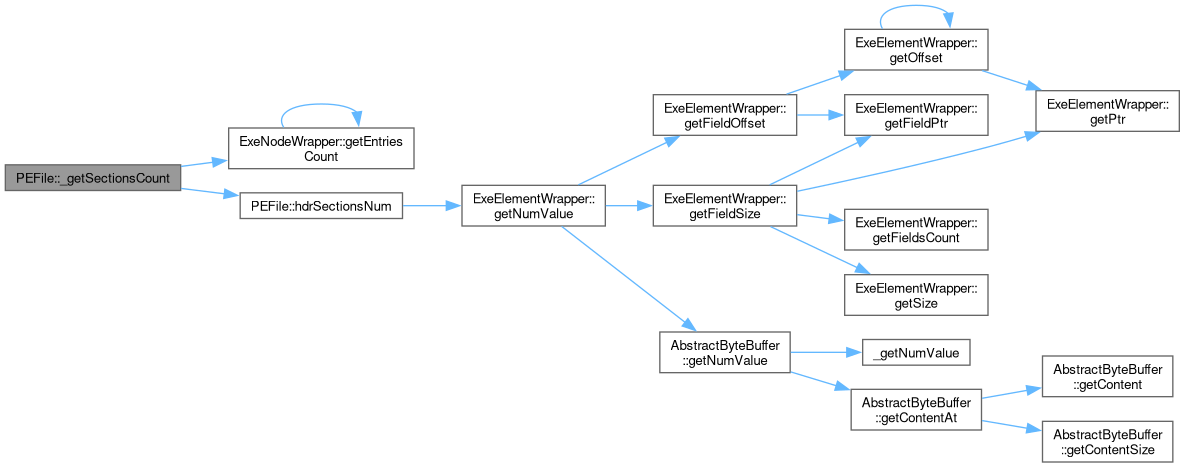 PEFile::_getSectionsCount
ExeNodeWrapper::getEntries
Count
PEFile::hdrSectionsNum
ExeElementWrapper::
getNumValue
ExeElementWrapper::
getFieldOffset
ExeElementWrapper::
getFieldSize
AbstractByteBuffer
::getNumValue
ExeElementWrapper::
getOffset
ExeElementWrapper::
getFieldPtr
ExeElementWrapper::
getFieldsCount
ExeElementWrapper::
getSize
_getNumValue
AbstractByteBuffer
::getContentAt
ExeElementWrapper::
getPtr
AbstractByteBuffer
::getContent
AbstractByteBuffer
::getContentSize